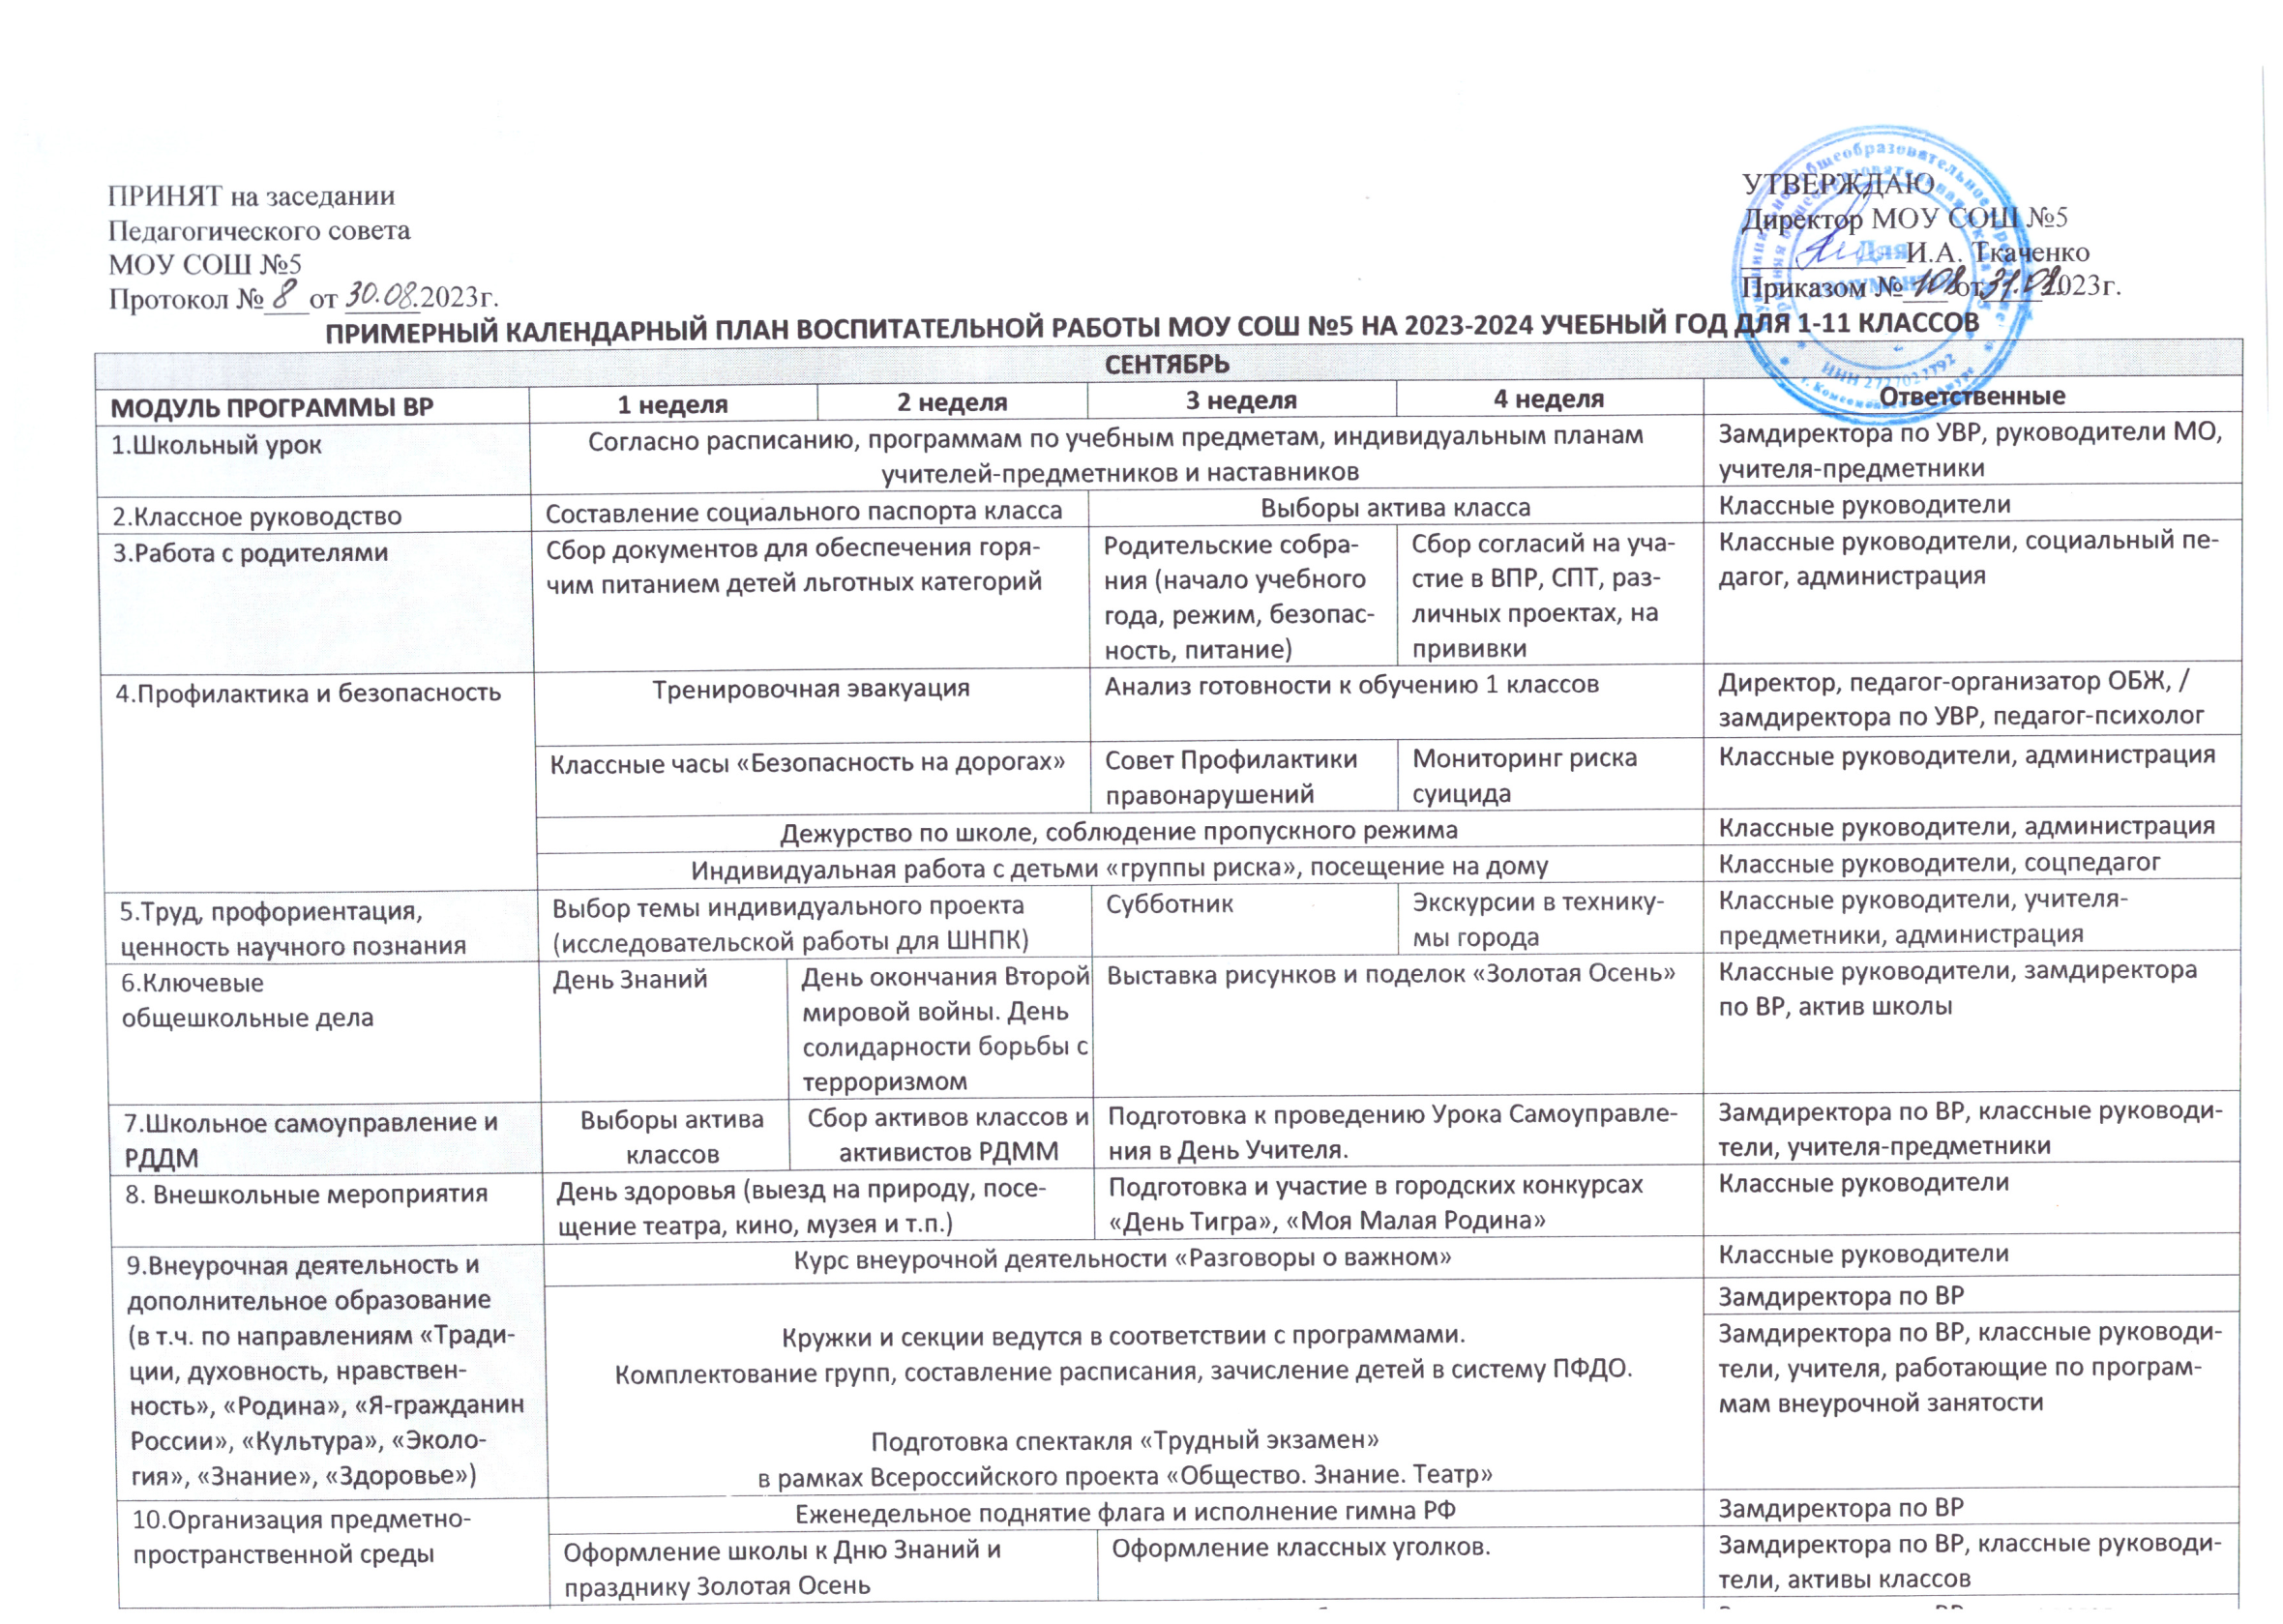 ПРИНЯТ на заседании
Педагогического совета
МОУ СОШ №5
Протокол № 8 от 30.08.2023г.
УТВЕРЖДАЮ
Директор МОУ СОШ №5
И.А. Ткаченко
Приказом № от 31.08.2023г.
Для документов
ИНН 2727027792
ПРИМЕРНЫЙ КАЛЕНДАРНЫЙ ПЛАН ВОСПИТАТЕЛЬНОЙ РАБОТЫ МОУ СОШ №5 НА 2023-2024 УЧЕБНЫЙ ГОД ДЛЯ 1-11 КЛАССОВ
СЕНТЯБРЬ
МОДУЛЬ ПРОГРАММЫ ВР 1 неделя 2 неделя 3 неделя 4 неделя Ответственные
1.Школьный урок
Согласно расписанию, программам по учебным предметам, индивидуальным планам
учителей-предметников и наставников
Замдиректора по УВР, руководители МО,
учителя-предметники
2.Классное руководство
Составление социального паспорта класса
Выборы актива класса
Классные руководители
3.Работа с родителями
Сбор документов для обеспечения горя-
чим питанием детей льготных категорий
Родительские собра-
ния (начало учебного
года, режим, безопас-
ность, питание)
Сбор согласий на уча-
стие в ВПР, СПТ, раз-
личных проектах, на
прививки
Классные руководители, социальный пе-
дагог, администрация
4.Профилактика и безопасность
Тренировочная эвакуация
Анализ готовности к обучению 1 классов
Директор, педагог-организатор ОБЖ, /
замдиректора по УВР, педагог-психолог
Классные часы «Безопасность на дорогах»
Совет Профилактики
правонарушений
Мониторинг риска
суицида
Классные руководители, администрация
Дежурство по школе, соблюдение пропускного режима
Классные руководители, администрация
Индивидуальная работа с детьми «группы риска», посещение на дому
Классные руководители, соцпедагог
5.Труд, профориентация,
ценность научного познания
Выбор темы индивидуального проекта
(исследовательской работы для ШНПК)
Субботник
Экскурсии в технику-
мы города
Классные руководители, учителя-
предметники, администрация
6.Ключевые
общешкольные дела
День Знаний
День окончания Второй
мировой войны. День
солидарности борьбы с
терроризмом
Выставка рисунков и поделок «Золотая Осень»
Классные руководители, замдиректора
по ВР, актив школы
7.Школьное самоуправление и
РДДМ
Выборы актива
классов
Сбор активов классов и
активистов РДММ
Подготовка к проведению Урока Самоуправле-
ния в День Учителя.
Замдиректора по ВР, классные руководи-
тели, учителя-предметники
8. Внешкольные мероприятия
День здоровья (выезд на природу, посе-
щение театра, кино, музея и т.п.)
Подготовка и участие в городских конкурсах
«День Тигра», «Моя Малая Родина»
Классные руководители
9.Внеурочная деятельность и
дополнительное образование
(в т.ч. по направлениям «Тради-
ции, духовность, нравствен-
ность», «Родина», «Я-гражданин
России», «Культура», «Эколо-
гия», «Знание», «Здоровье»)
Курс внеурочной деятельности «Разговоры о важном»
Классные руководители
Кружки и секции ведутся в соответствии с программами.
Комплектование групп, составление расписания, зачисление детей в систему ПФДО.
Подготовка спектакля «Трудный экзамен»
в рамках Всероссийского проекта «Общество. Знание. Театр»
Замдиректора по ВР
Замдиректора по ВР, классные руководи-
тели, учителя, работающие по програм-
мам внеурочной занятости
10.Организация предметно-
пространственной среды
Еженедельное поднятие флага и исполнение гимна РФ
Замдиректора по ВР
Оформление школы к Дню Знаний и
празднику Золотая Осень
Оформление классных уголков.
Замдиректора по ВР, классные руководи-
тели, активы классов